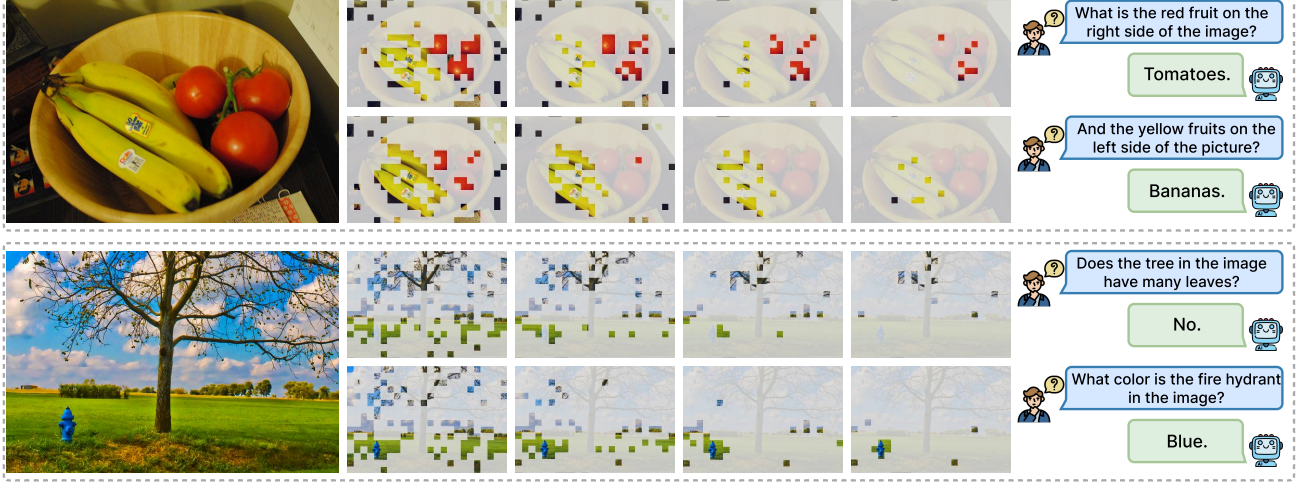 What is the red fruit on the
right side of the image?
Tomatoes.
And the yellow fruits on the
left side of the picture?
Bananas.
Does the tree in the image
have many leaves?
No.
What color is the fire hydrant
in the image?
Blue.